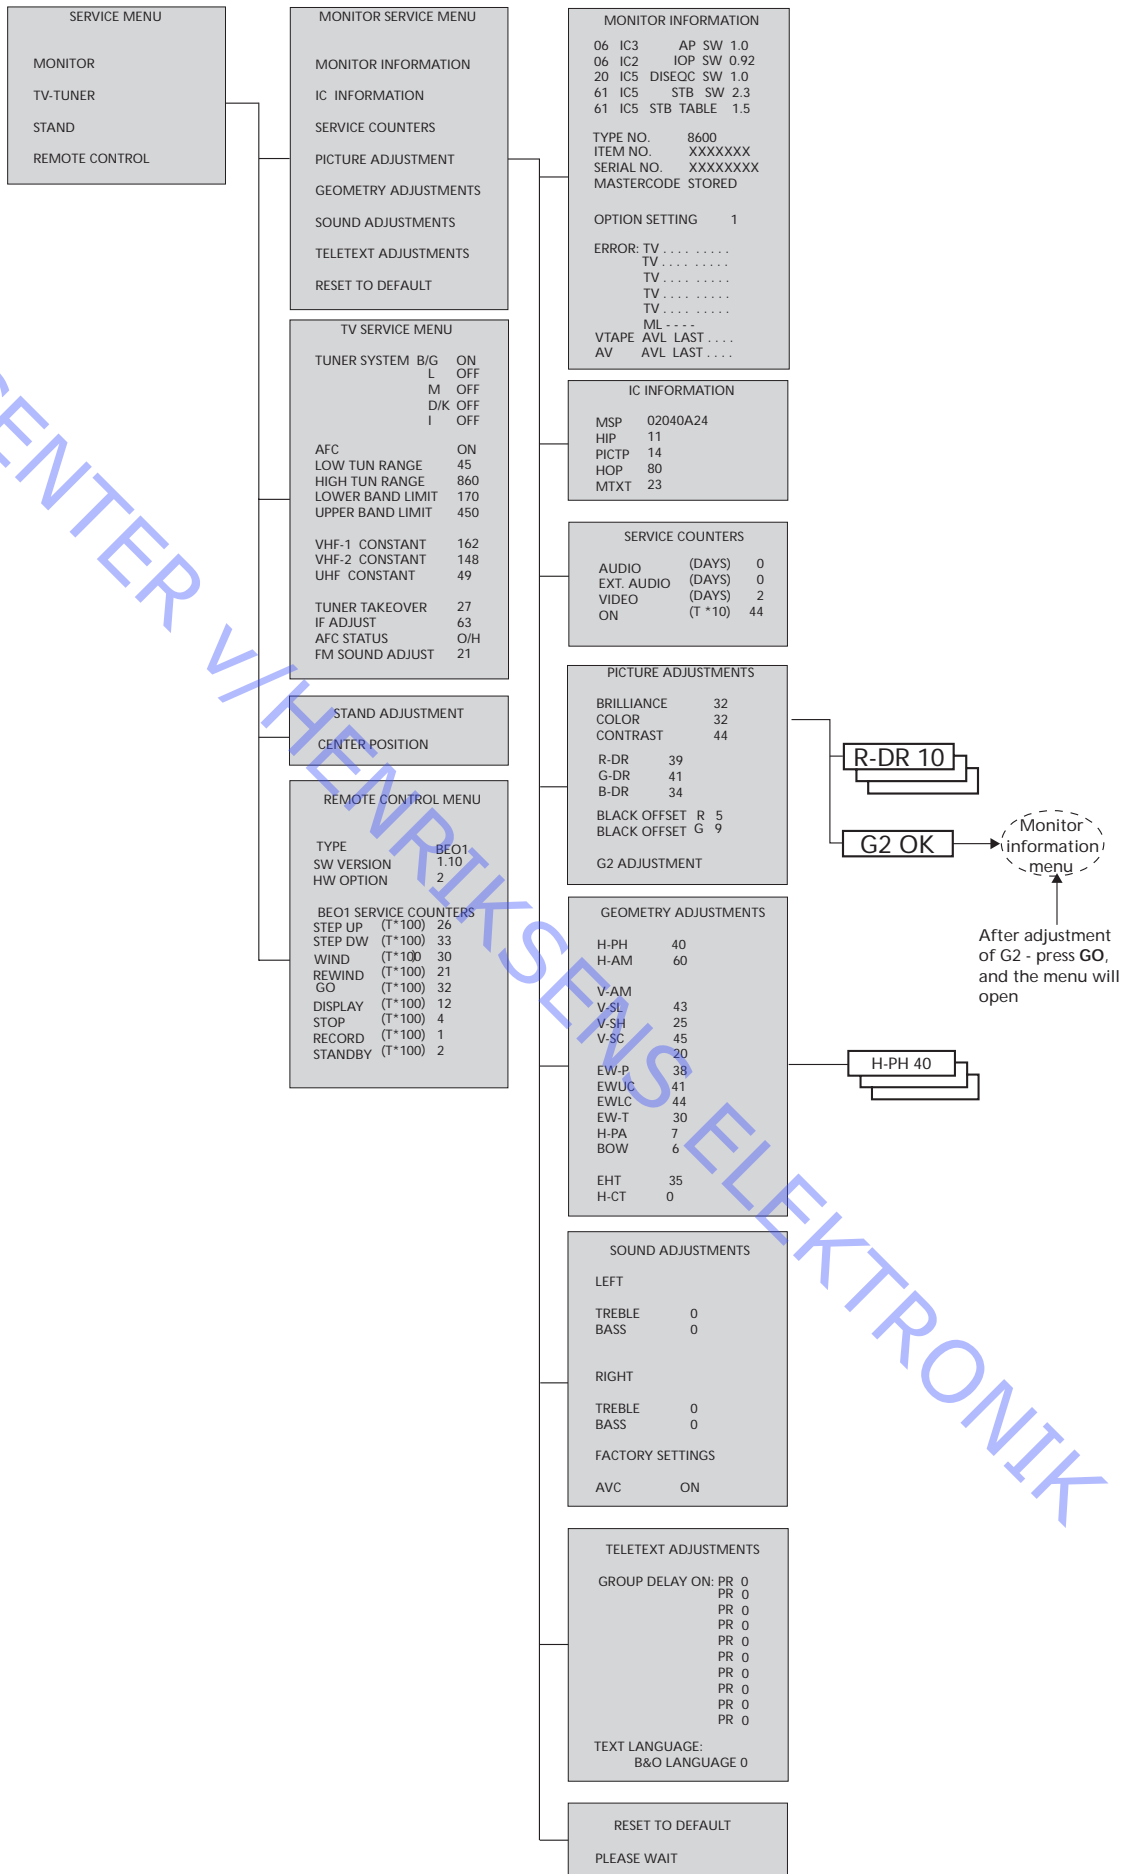 SERVICE MENU
MONITOR
TV-TUNER
STAND
REMOTE CONTROL
MONITOR SERVICE MENU
MONITOR INFORMATION
IC INFORMATION
SERVICE COUNTERS
PICTURE ADJUSTMENT
GEOMETRY ADJUSTMENTS
SOUND ADJUSTMENTS
TELETEXT ADJUSTMENTS
RESET TO DEFAULT
TV SERVICE MENU
TUNER SYSTEM B/G ON
L OFF
M OFF
D/K OFF
I OFF
AFC ON
LOW TUN RANGE 45
HIGH TUN RANGE 860
LOWER BAND LIMIT 170
UPPER BAND LIMIT 450
VHF-1 CONSTANT 162
VHF-2 CONSTANT 148
UHF CONSTANT 49
TUNER TAKEOVER 27
IF ADJUST 63
AFC STATUS O/H
FM SOUND ADJUST 21
STAND ADJUSTMENT
CENTER POSITION
REMOTE CONTROL MENU
TYPE BEO1
SW VERSION 1.10
HW OPTION 2
BEO1 SERVICE COUNTERS
STEP UP (T*100) 26
STEP DW (T*100) 33
WIND (T*100 30
REWIND (T*100) 21
GO (T*100) 32
DISPLAY (T*100) 12
STOP (T*100) 4
RECORD (T*100) 1
STANDBY (T*100) 2
MONITOR INFORMATION
06 IC3 AP SW 1.0
06 IC2 IOP SW 0.92
20 IC5 DISEQC SW 1.0
61 IC5 STB SW 2.3
61 IC5 STB TABLE 1.5
TYPE NO. 8600
ITEM NO. XXXXXXX
SERIAL NO. XXXXXXXX
MASTERCODE STORED
OPTION SETTING 1
ERROR: TV . . . . . . . . .
TV . . . . . . . . .
TV . . . . . . . . .
TV . . . . . . . . .
TV . . . . . . . . .
ML - - - -
VTAPE AVL LAST . . . .
AV AVL LAST . . . .
IC INFORMATION
MSP 02040A24
HIP 11
PICTP 14
HOP 80
MTXT 23
SERVICE COUNTERS
AUDIO (DAYS) 0
EXT. AUDIO (DAYS) 0
VIDEO (DAYS) 2
ON (T *10) 44
PICTURE ADJUSTMENTS
BRILLIANCE 32
COLOR 32
CONTRAST 44
R-DR 39
G-DR 41
B-DR 34
BLACK OFFSET R 5
BLACK OFFSET G 9
G2 ADJUSTMENT
R-DR 10
G2 OK
Monitor
information
menu
After adjustment
of G2 - press GO,
and the menu will
open
GEOMETRY ADJUSTMENTS
H-PH 40
H-AM 60
V-AM
V-SL 43
V-SH 25
V-SC 45
20
EW-P 38
EWUC 41
EWLC 44
EW-T 30
H-PA 7
BOW 6
EHT 35
H-CT 0
H-PH 40
SOUND ADJUSTMENTS
LEFT
TREBLE 0
BASS 0
RIGHT
TREBLE 0
BASS 0
FACTORY SETTINGS
AVC ON
TELETEXT ADJUSTMENTS
GROUP DELAY ON: PR 0
PR 0
PR 0
PR 0
PR 0
PR 0
PR 0
PR 0
PR 0
PR 0
TEXT LANGUAGE:
B&O LANGUAGE 0
RESET TO DEFAULT
PLEASE WAIT
CENTER v/HENRIKSENS ELEKTRONIK